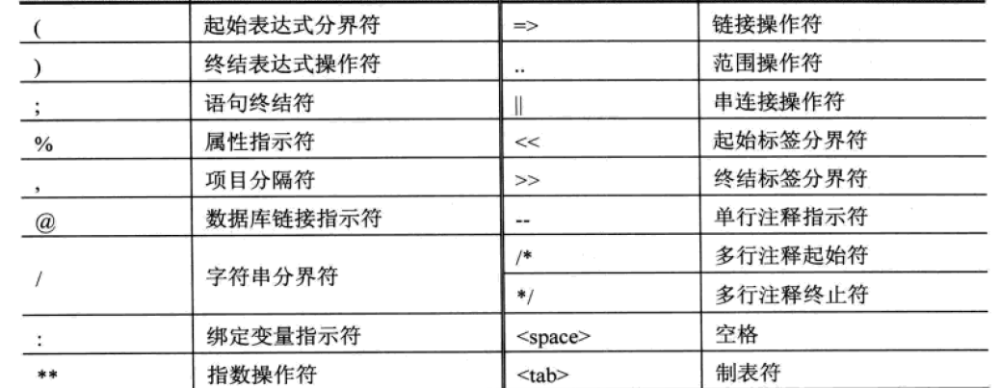 ( 起始表达式分界符 => 链接操作符
) 终结表达式操作符 .. 范围操作符
; 语句终结符 || 串连接操作符
% 属性指示符 << 起始标签分界符
, 项目分隔符 >> 终结标签分界符
@ 数据库链接指示符 -- 单行注释指示符
/ 字符串分界符 /* 多行注释起始符
*/ 多行注释终止符
: 绑定变量指示符 <space> 空格
** 指数操作符 <tab> 制表符